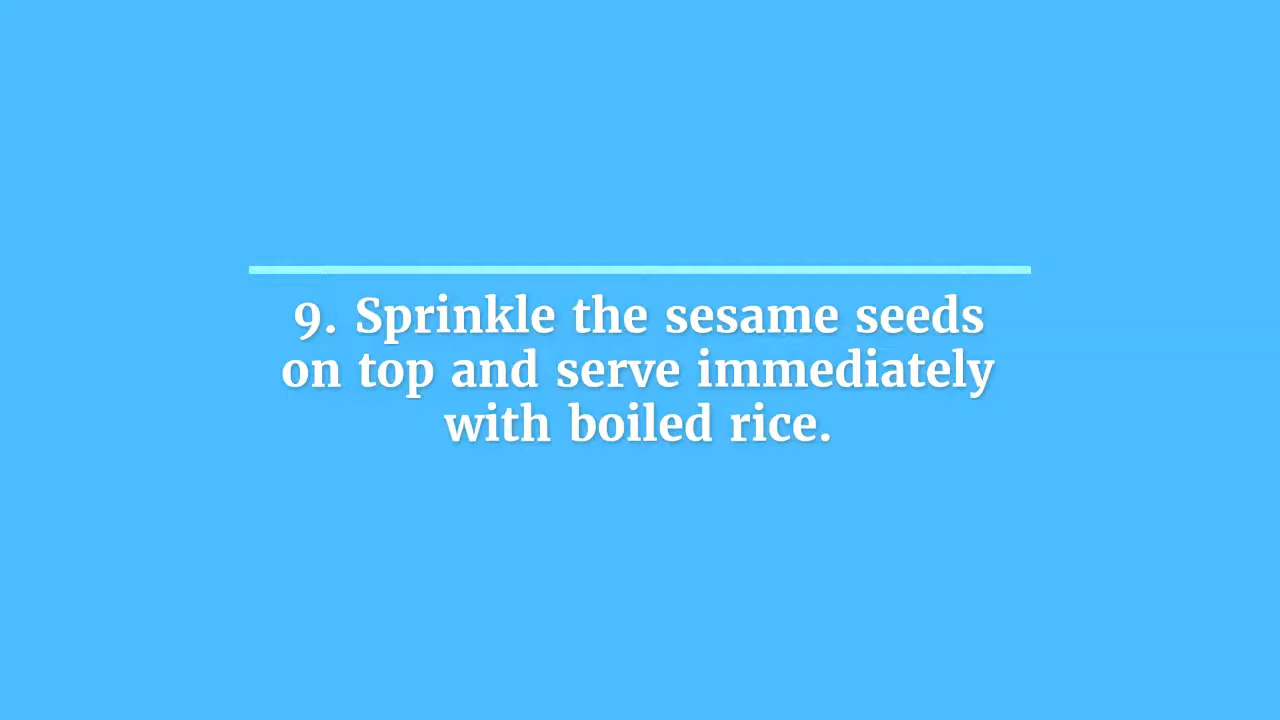 9. Sprinkle the sesame seeds
on top and serve immediately
with boiled rice.